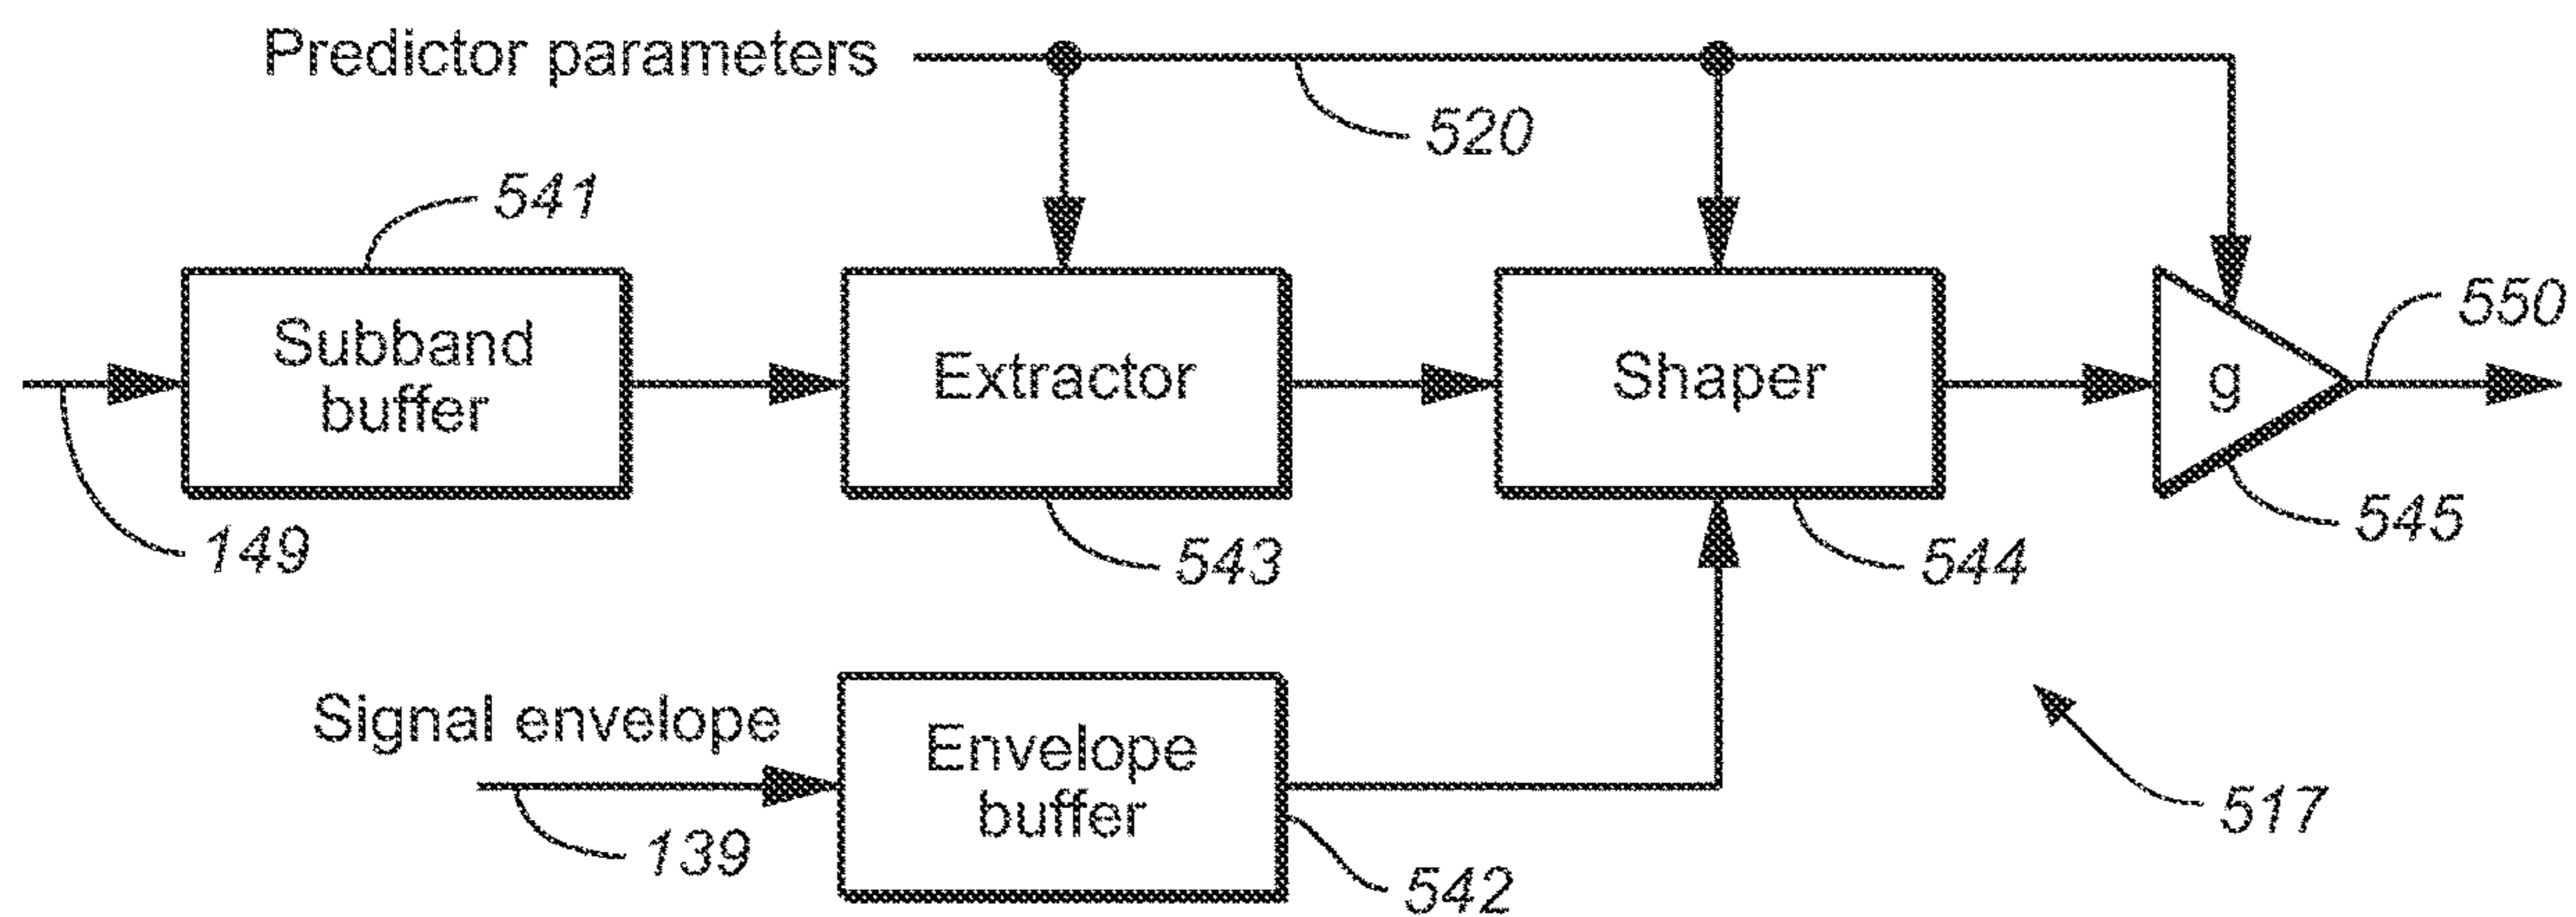 Predictor parameters
520
541
Subband
buffer
Extractor
Shaper
g
550
149
543
544
545
Signal envelope
Envelope
buffer
139
542
517